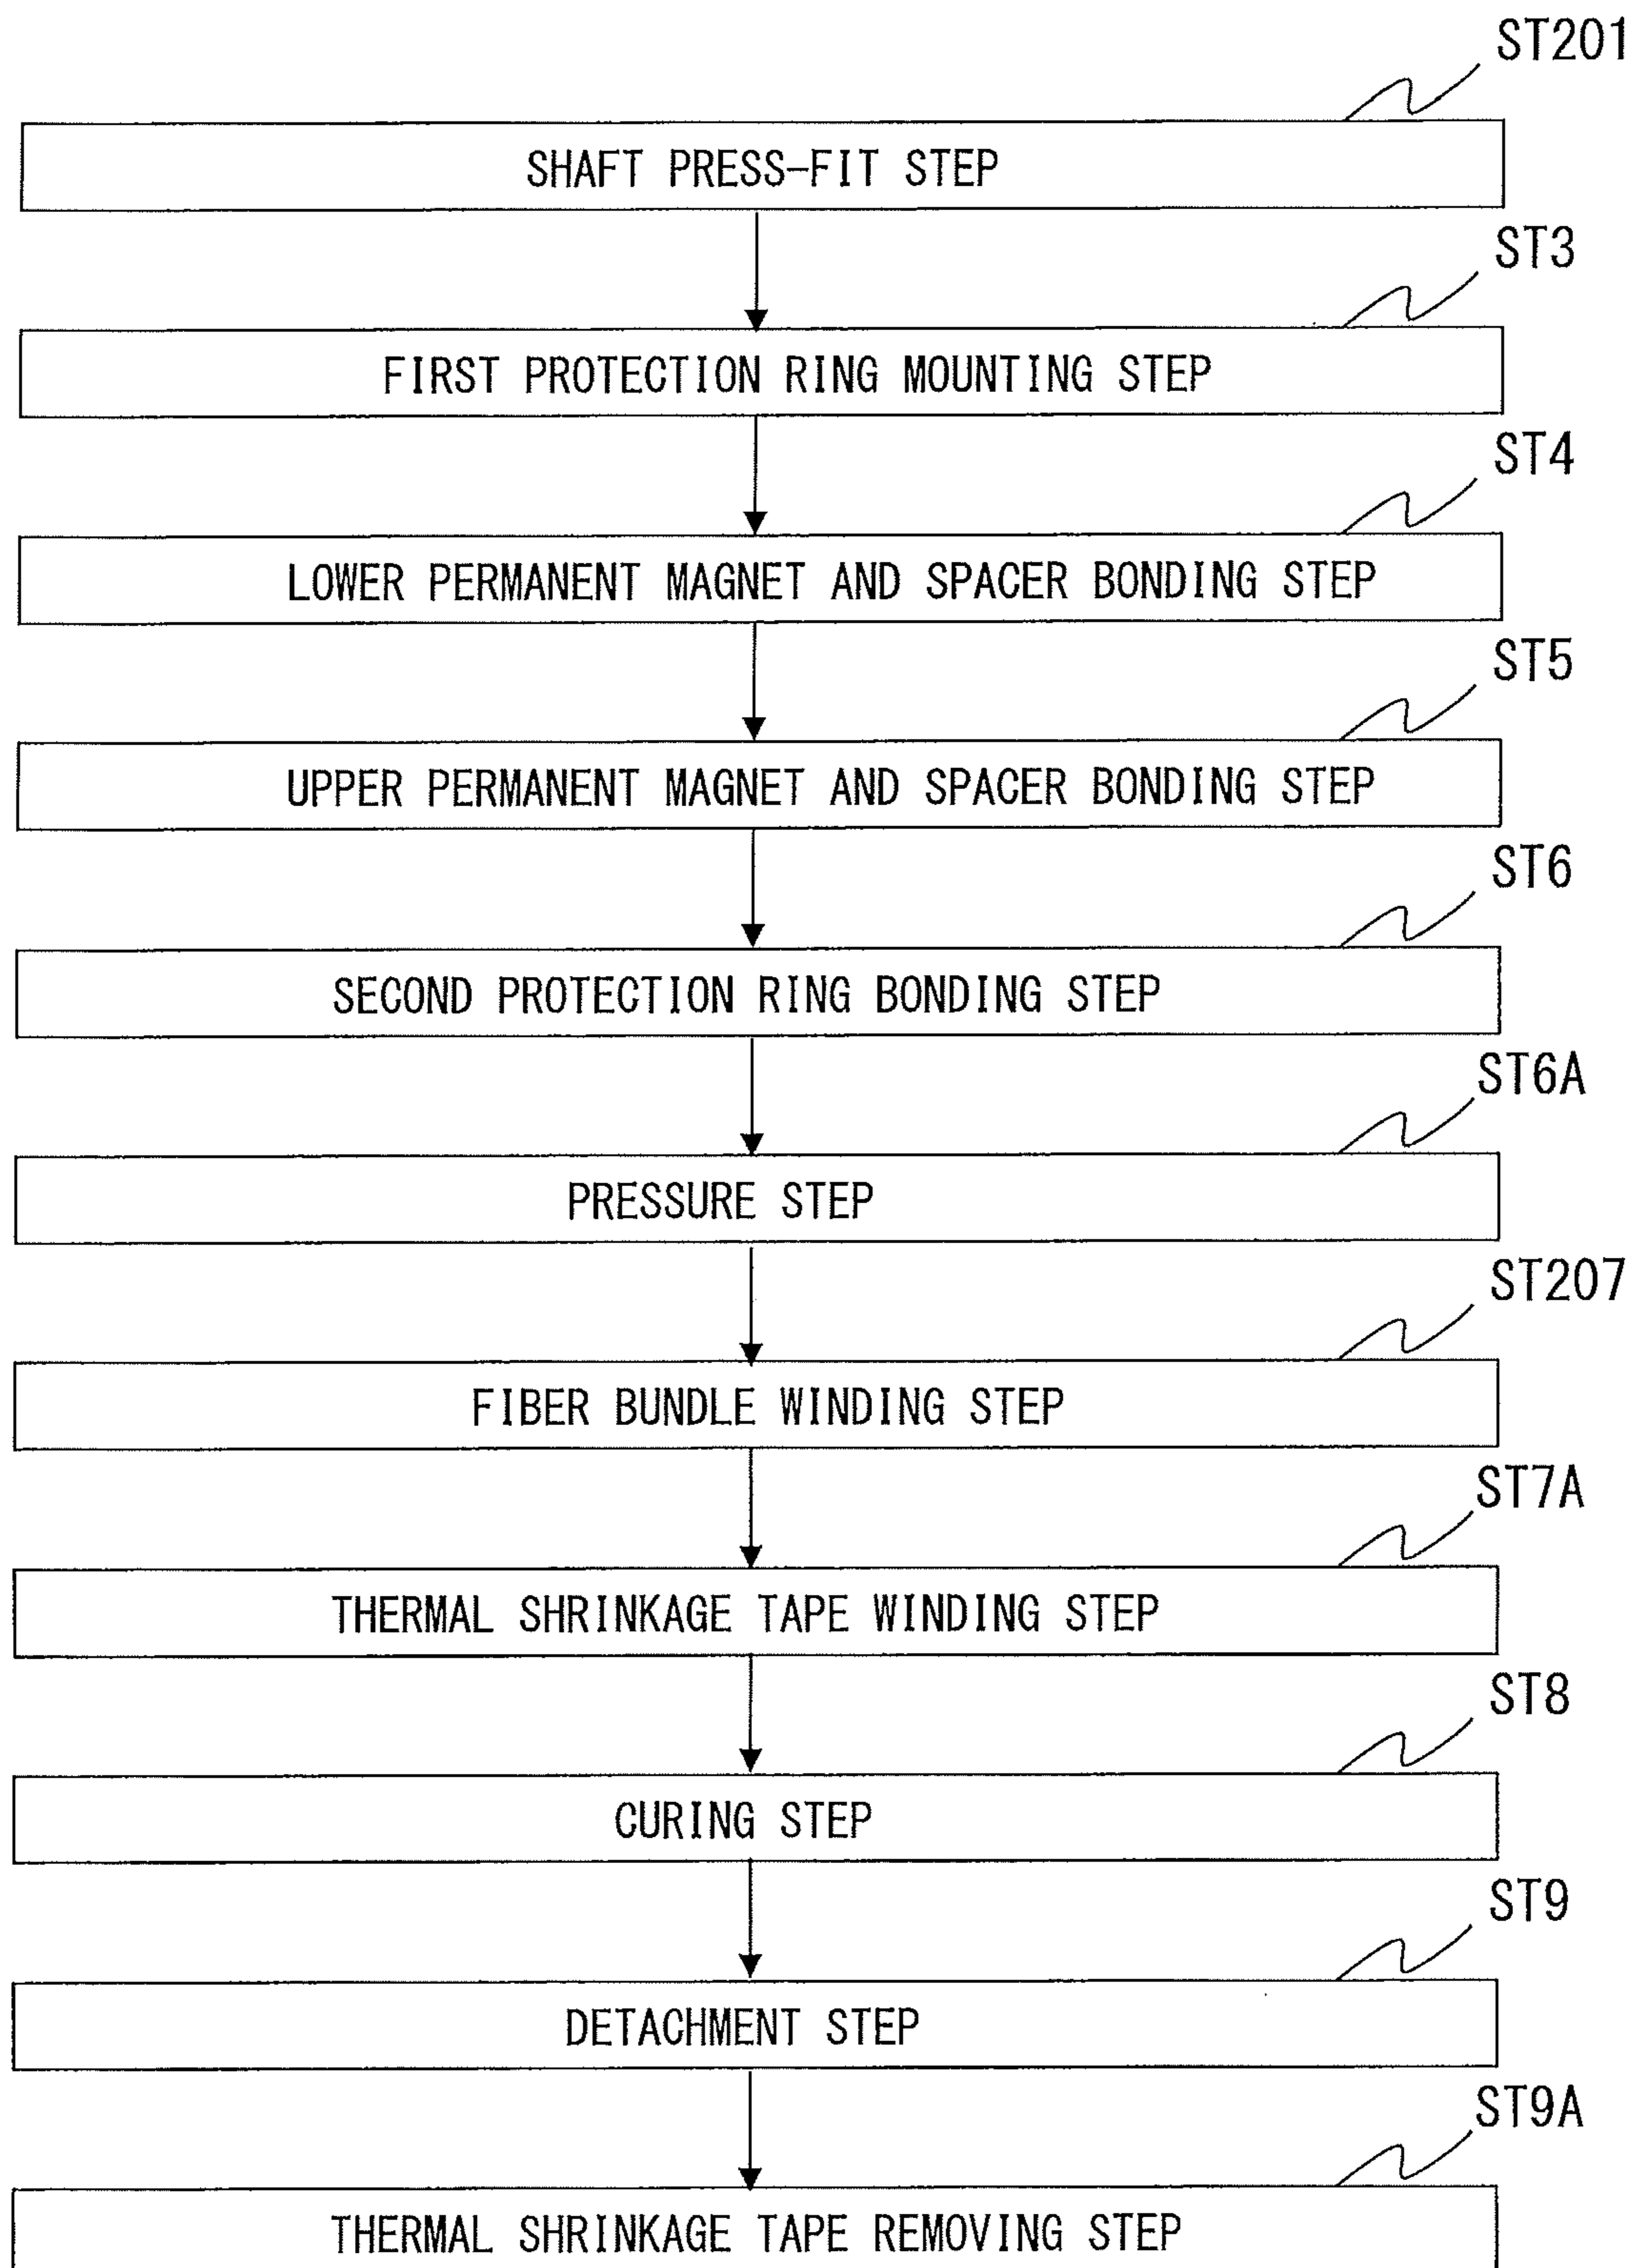 ST201
SHAFT PRESS-FIT STEP
ST3
FIRST PROTECTION RING MOUNTING STEP
ST4
LOWER PERMANENT MAGNET AND SPACER BONDING STEP
ST5
UPPER PERMANENT MAGNET AND SPACER BONDING STEP
ST6
SECOND PROTECTION RING BONDING STEP
ST6A
PRESSURE STEP
ST207
FIBER BUNDLE WINDING STEP
ST7A
THERMAL SHRINKAGE TAPE WINDING STEP
ST8
CURING STEP
ST9
DETACHMENT STEP
ST9A
THERMAL SHRINKAGE TAPE REMOVING STEP